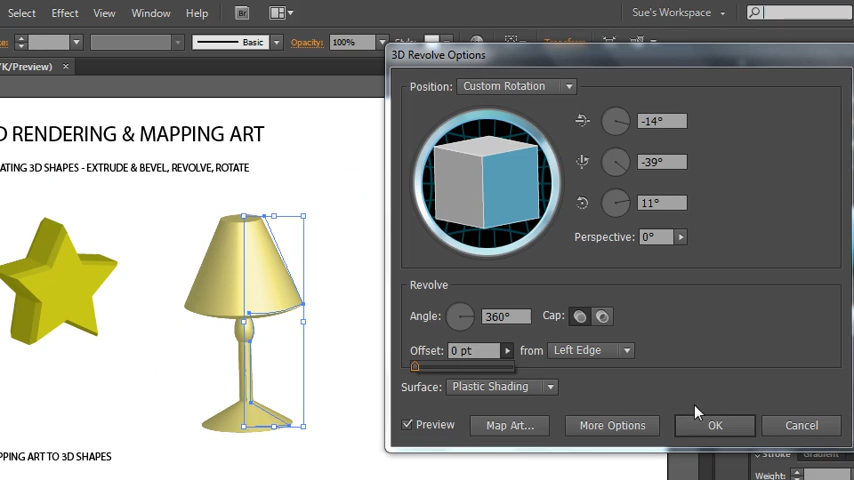 Select Effect View Window Help Br Sue's Workspace
Basic Opacity: 100% Style:
'K/Preview) ×
3D Revolve Options
Position: Custom Rotation
-14°
-39°
11°
Perspective: 0°
Revolve
Angle: 360° Cap:
Offset: 0 pt from Left Edge
Surface: Plastic Shading
Preview Map Art... More Options OK Cancel
D RENDERING & MAPPING ART
ATING 3D SHAPES - EXTRUDE & BEVEL, REVOLVE, ROTATE
PPING ART TO 3D SHAPES
Stroke Gradient
Weight: